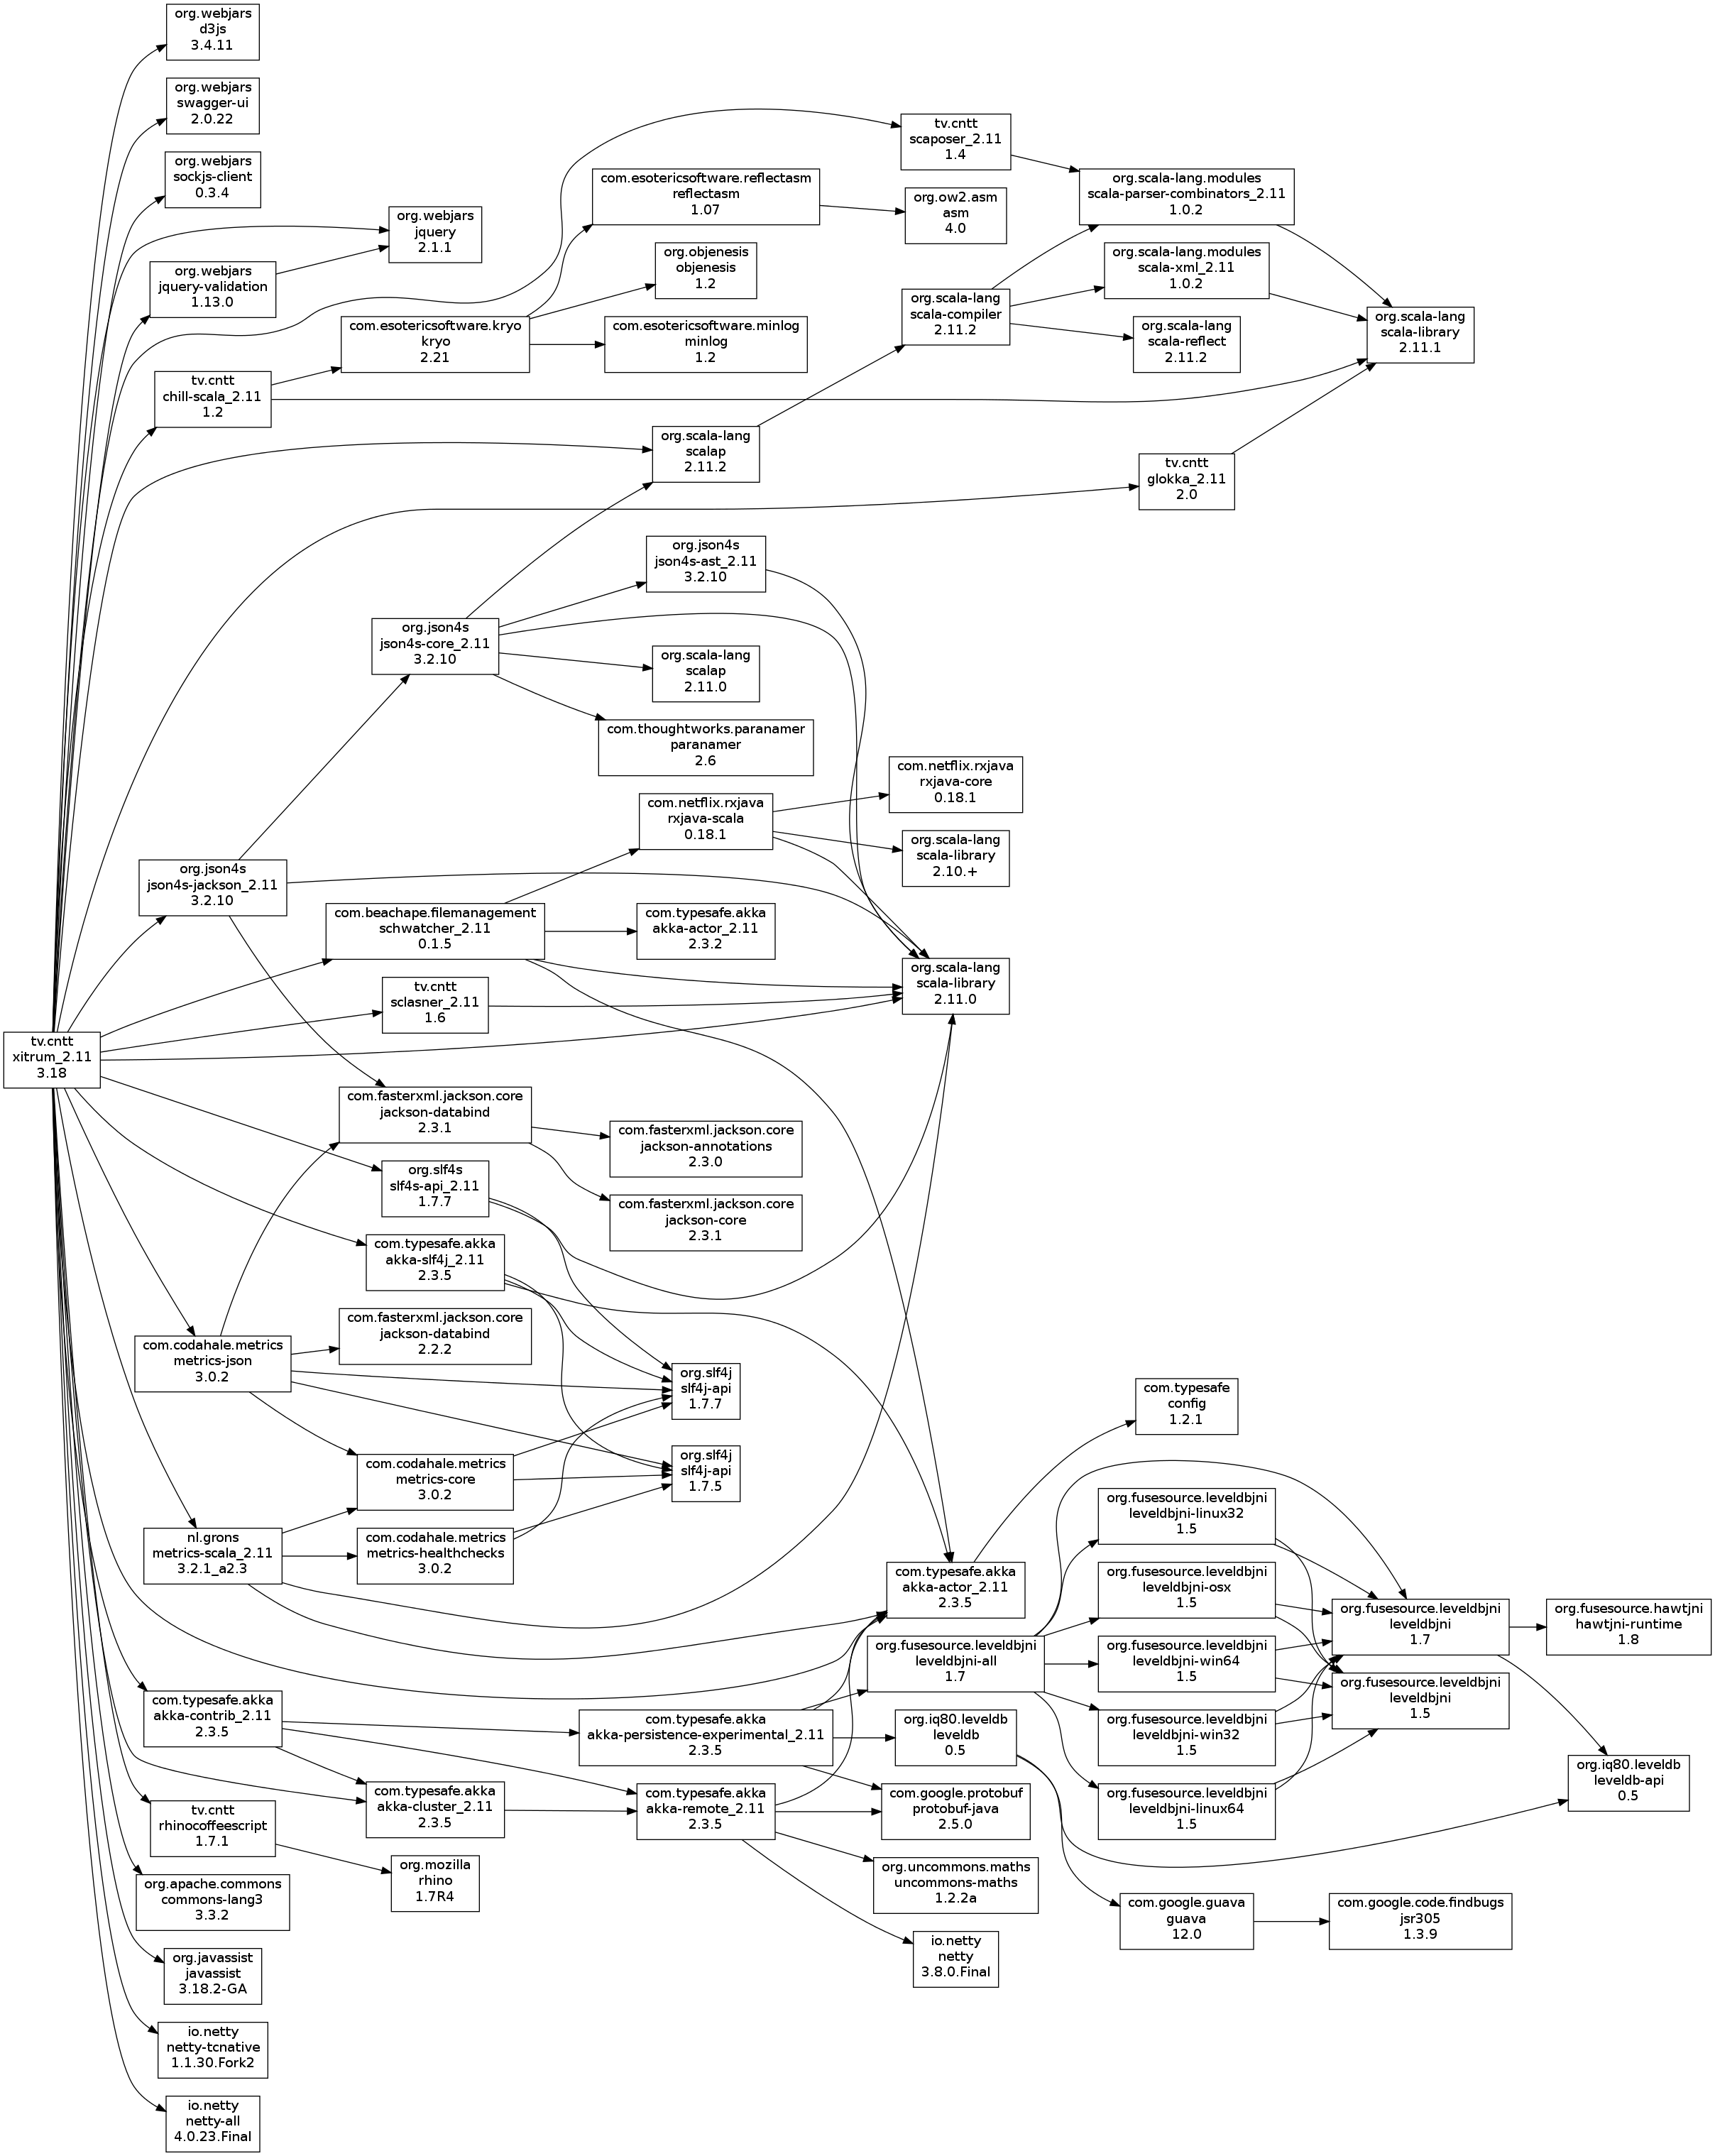 org.webjars
d3js
3.4.11
org.webjars
swagger-ui
2.0.22
org.webjars
sockjs-client
0.3.4
org.webjars
jquery
2.1.1
org.webjars
jquery-validation
1.13.0
tv.cntt
scaposer_2.11
1.4
com.esotericsoftware.reflectasm
reflectasm
1.07
org.ow2.asm
asm
4.0
org.scala-lang.modules
scala-parser-combinators_2.11
1.0.2
org.objenesis
objenesis
1.2
org.scala-lang.modules
scala-xml_2.11
1.0.2
com.esotericsoftware.kryo
kryo
2.21
com.esotericsoftware.minlog
minlog
1.2
org.scala-lang
scala-compiler
2.11.2
org.scala-lang
scala-reflect
2.11.2
org.scala-lang
scala-library
2.11.1
tv.cntt
chill-scala_2.11
1.2
org.scala-lang
scalap
2.11.2
tv.cntt
glokka_2.11
2.0
org.json4s
json4s-ast_2.11
3.2.10
org.json4s
json4s-core_2.11
3.2.10
org.scala-lang
scalap
2.11.0
com.thoughtworks.paranamer
paranamer
2.6
com.netflix.rxjava
rxjava-core
0.18.1
com.netflix.rxjava
rxjava-scala
0.18.1
org.scala-lang
scala-library
2.10.+
org.json4s
json4s-jackson_2.11
3.2.10
com.beachape.filemanagement
schwatcher_2.11
0.1.5
com.typesafe.akka
akka-actor_2.11
2.3.2
org.scala-lang
scala-library
2.11.0
tv.cntt
sclasner_2.11
1.6
tv.cntt
xitrum_2.11
3.18
com.fasterxml.jackson.core
jackson-databind
2.3.1
com.fasterxml.jackson.core
jackson-annotations
2.3.0
org.slf4s
slf4s-api_2.11
1.7.7
com.fasterxml.jackson.core
jackson-core
2.3.1
com.typesafe.akka
akka-slf4j_2.11
2.3.5
com.fasterxml.jackson.core
jackson-databind
2.2.2
com.codahale.metrics
metrics-json
3.0.2
org.slf4j
slf4j-api
1.7.7
com.typesafe
config
1.2.1
com.codahale.metrics
metrics-core
3.0.2
org.slf4j
slf4j-api
1.7.5
nl.grons
metrics-scala_2.11
3.2.1_a2.3
com.codahale.metrics
metrics-healthchecks
3.0.2
com.typesafe.akka
akka-actor_2.11
2.3.5
org.fusesource.leveldbjni
leveldbjni-linux32
1.5
org.fusesource.leveldbjni
leveldbjni-osx
1.5
org.fusesource.leveldbjni
leveldbjni
1.7
org.fusesource.hawtjni
hawtjni-runtime
1.8
org.fusesource.leveldbjni
leveldbjni-all
1.7
org.fusesource.leveldbjni
leveldbjni-win64
1.5
org.fusesource.leveldbjni
leveldbjni
1.5
com.typesafe.akka
akka-contrib_2.11
2.3.5
com.typesafe.akka
akka-persistence-experimental_2.11
2.3.5
org.iq80.leveldb
leveldb
0.5
org.fusesource.leveldbjni
leveldbjni-win32
1.5
org.iq80.leveldb
leveldb-api
0.5
com.typesafe.akka
akka-cluster_2.11
2.3.5
com.typesafe.akka
akka-remote_2.11
2.3.5
com.google.protobuf
protobuf-java
2.5.0
org.fusesource.leveldbjni
leveldbjni-linux64
1.5
tv.cntt
rhinocoffeescript
1.7.1
org.mozilla
rhino
1.7R4
org.uncommons.maths
uncommons-maths
1.2.2a
org.apache.commons
commons-lang3
3.3.2
com.google.guava
guava
12.0
com.google.code.findbugs
jsr305
1.3.9
io.netty
netty
3.8.0.Final
org.javassist
javassist
3.18.2-GA
io.netty
netty-tcnative
1.1.30.Fork2
io.netty
netty-all
4.0.23.Final